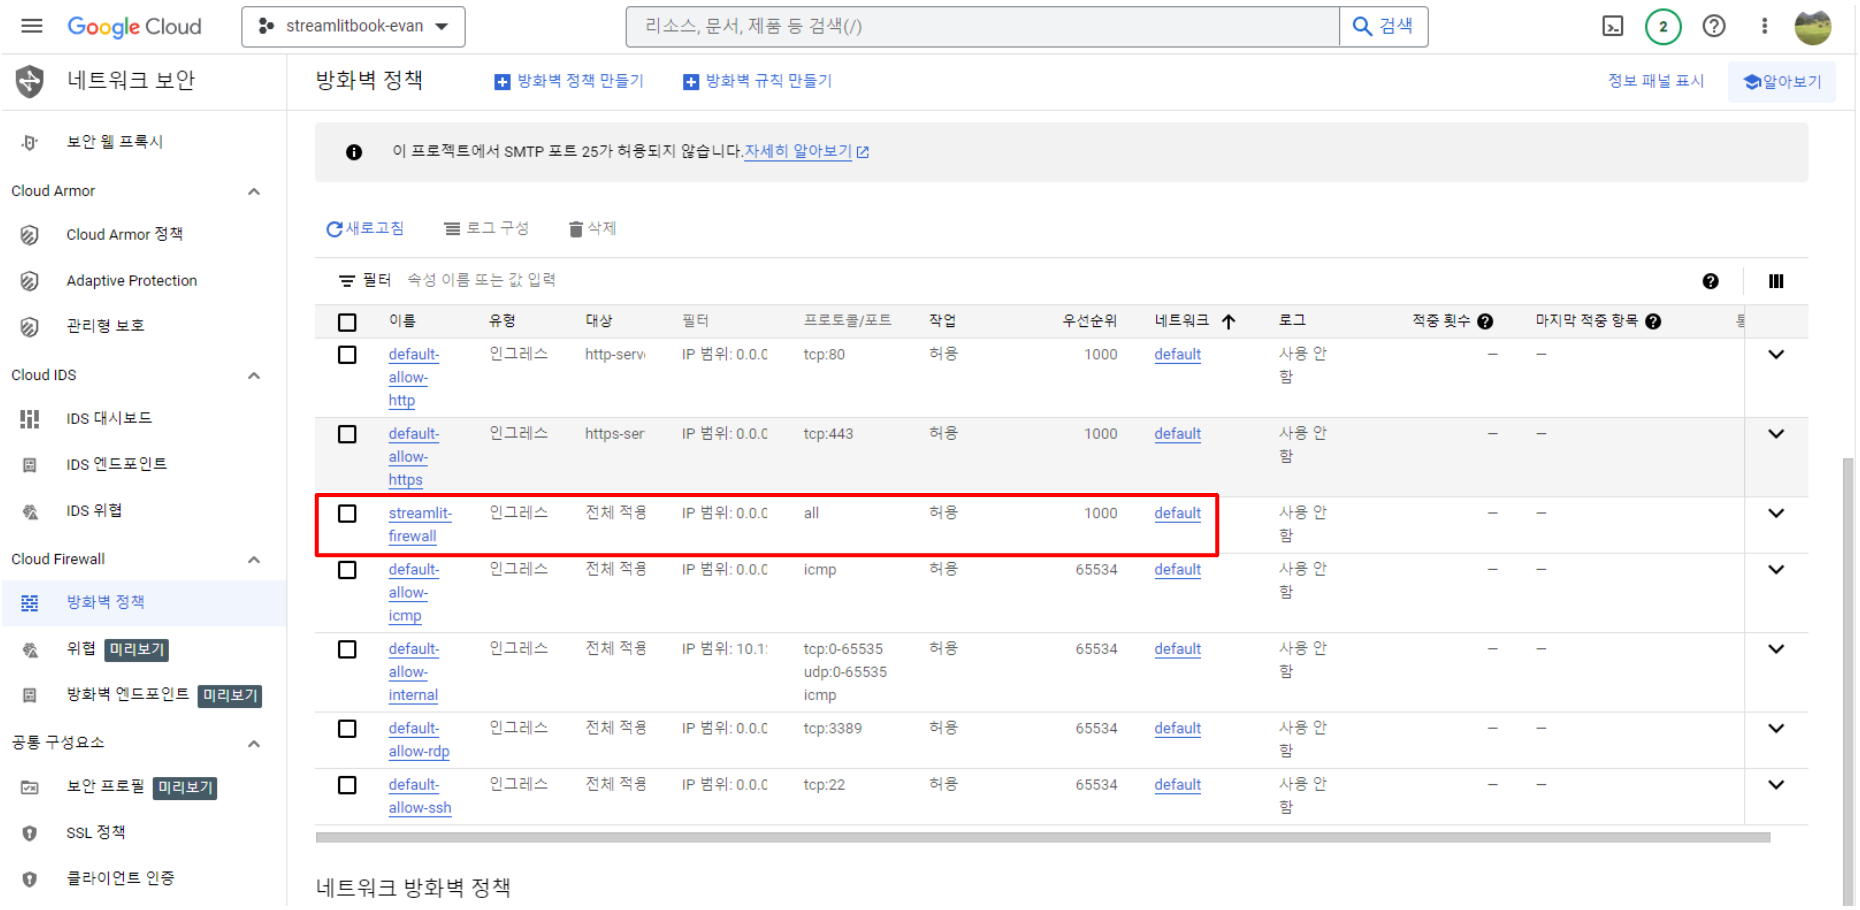 Google Cloud
streamlitbook-evan
리소스, 문서, 제품 등 검색(/)
검색
2
네트워크 보안
방화벽 정책
방화벽 정책 만들기
방화벽 규칙 만들기
정보 패널 표시
알아보기
보안 웹 프록시
Cloud Armor
Cloud Armor 정책
Adaptive Protection
관리형 보호
Cloud IDS
IDS 대시보드
IDS 엔드포인트
IDS 위협
Cloud Firewall
방화벽 정책
위협 미리보기
방화벽 엔드포인트 미리보기
공통 구성요소
보안 프로필 미리보기
SSL 정책
클라이언트 인증
이 프로젝트에서 SMTP 포트 25가 허용되지 않습니다.자세히 알아보기
새로고침 로그 구성 삭제
필터 속성 이름 또는 값 입력
이름 유형 대상 필터 프로토콜/포트 작업 우선순위 네트워크 로그 적중 횟수 마지막 적중 항목
default- 인그레스 http-serv IP 범위: 0.0.0 tcp:80 허용 1000 default 사용 안 – –
allow- 함
http
default- 인그레스 https-ser IP 범위: 0.0.0 tcp:443 허용 1000 default 사용 안 – –
allow- 함
https
streamlit- 인그레스 전체 적용 IP 범위: 0.0.0 all 허용 1000 default 사용 안 – –
firewall 함
default- 인그레스 전체 적용 IP 범위: 0.0.0 icmp 허용 65534 default 사용 안 – –
allow- 함
icmp
default- 인그레스 전체 적용 IP 범위: 10.1 tcp:0-65535 허용 65534 default 사용 안 – –
allow- udp:0-65535 함
internal icmp
default- 인그레스 전체 적용 IP 범위: 0.0.0 tcp:3389 허용 65534 default 사용 안 – –
allow-rdp 함
default- 인그레스 전체 적용 IP 범위: 0.0.0 tcp:22 허용 65534 default 사용 안 – –
allow-ssh 함
네트워크 방화벽 정책